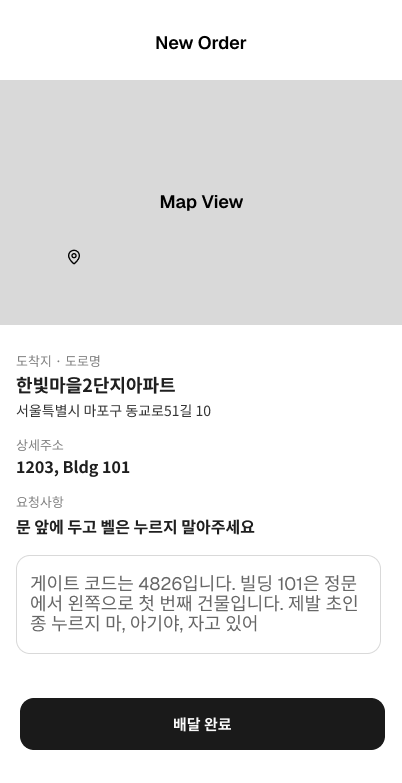 New Order
Map View
도착지 · 도로명
한빛마을2단지아파트
서울특별시 마포구 동교로51길 10
상세주소
1203, Bldg 101
요청사항
문 앞에 두고 벨은 누르지 말아주세요
게이트 코드는 4826입니다. 빌딩 101은 정문
에서 왼쪽으로 첫 번째 건물입니다. 제발 초인
종 누르지 마, 아기야, 자고 있어
배달 완료